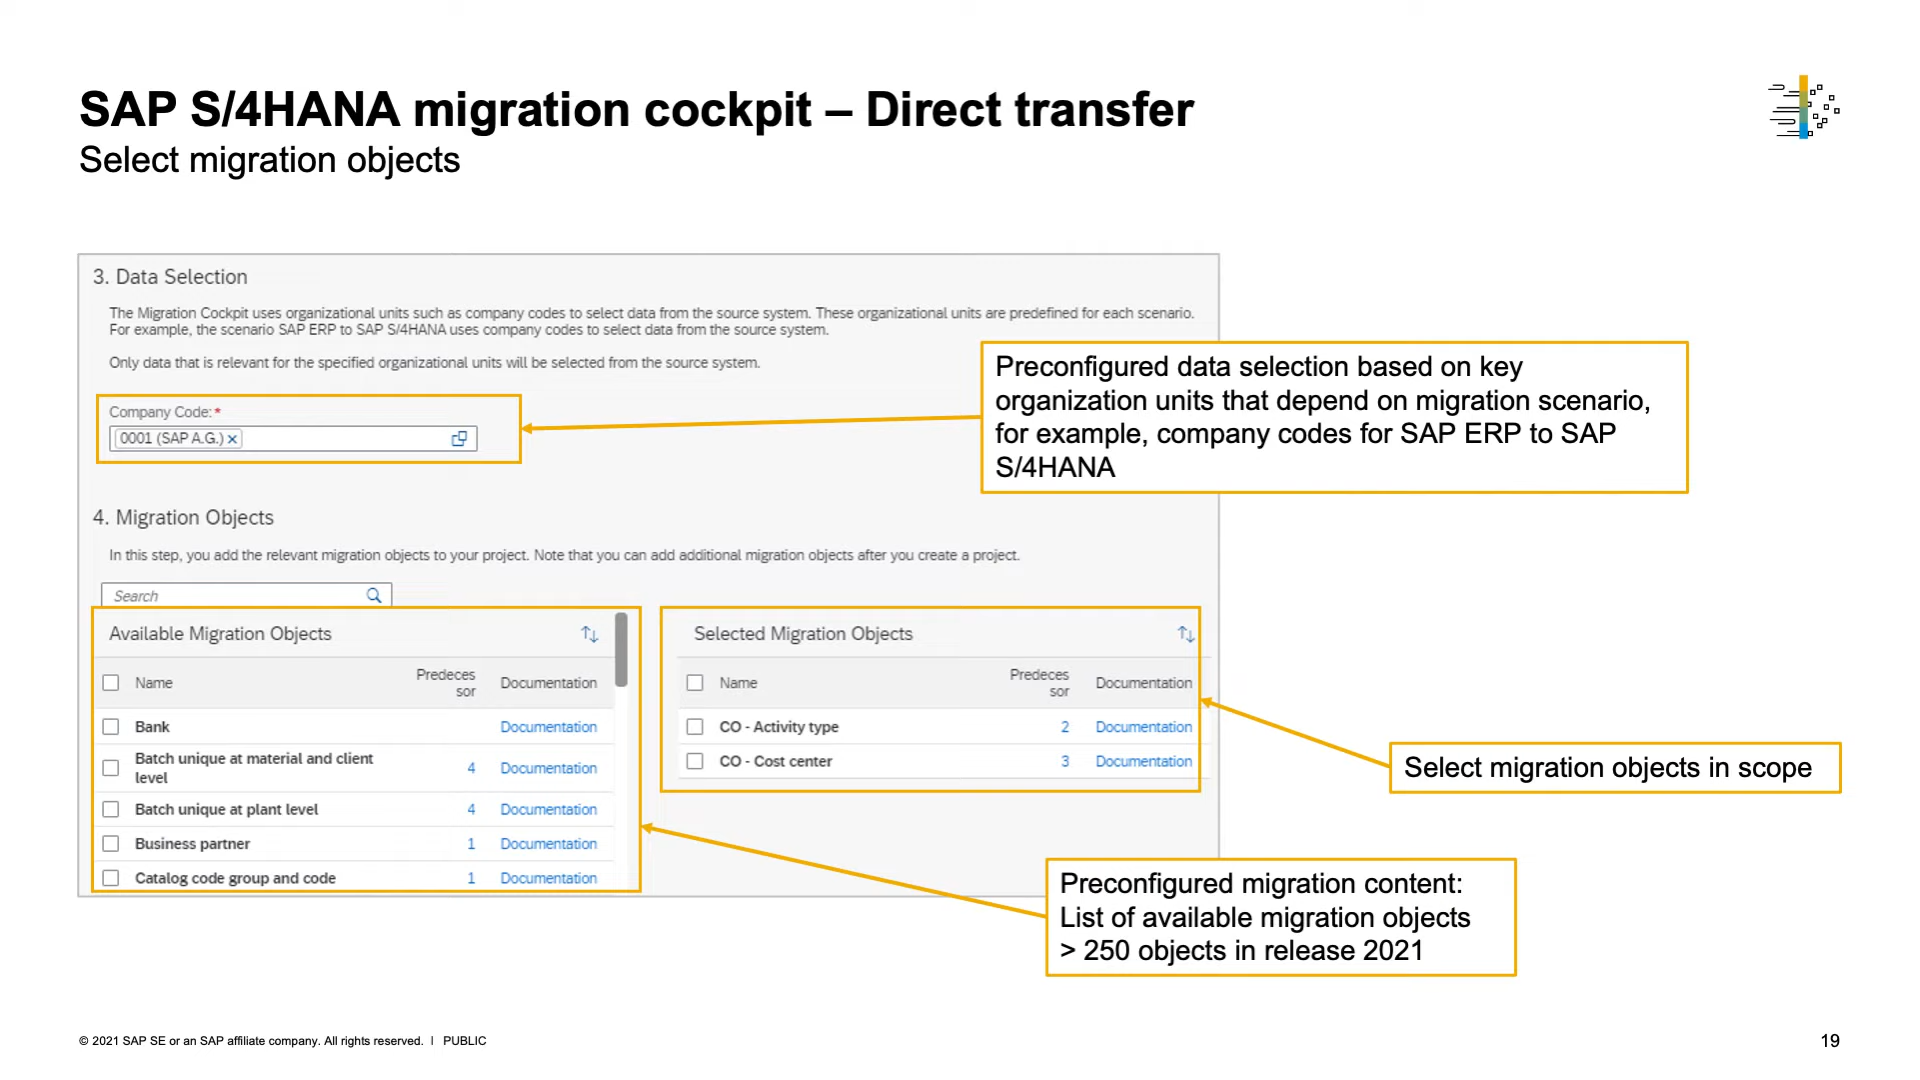 SAP S/4HANA migration cockpit – Direct transfer
Select migration objects
3. Data Selection
The Migration Cockpit uses organizational units such as company codes to select data from the source system. These organizational units are predefined for each scenario.
For example, the scenario SAP ERP to SAP S/4HANA uses company codes to select data from the source system.
Only data that is relevant for the specified organizational units will be selected from the source system.
Company Code:*
0001 (SAP A.G.) ×
Preconfigured data selection based on key
organization units that depend on migration scenario,
for example, company codes for SAP ERP to SAP
S/4HANA
4. Migration Objects
In this step, you add the relevant migration objects to your project. Note that you can add additional migration objects after you create a project.
Search
Available Migration Objects
Name Predeces Documentation
sor
Bank Documentation
Batch unique at material and client
level 4 Documentation
Batch unique at plant level 4 Documentation
Business partner 1 Documentation
Catalog code group and code 1 Documentation
Selected Migration Objects
Name Predeces Documentation
sor
CO - Activity type 2 Documentation
CO - Cost center 3 Documentation
Select migration objects in scope
Preconfigured migration content:
List of available migration objects
> 250 objects in release 2021
© 2021 SAP SE or an SAP affiliate company. All rights reserved. | PUBLIC
19